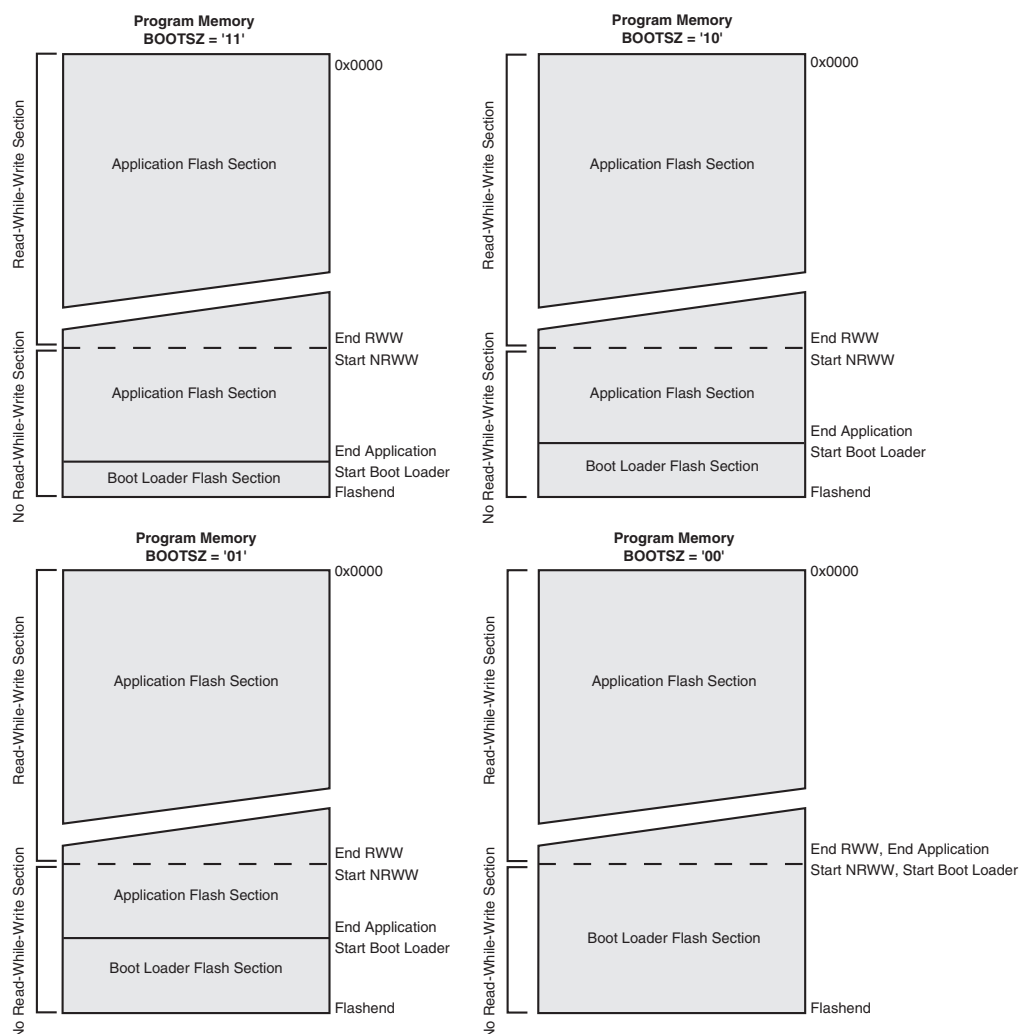 Program Memory
BOOTSZ = '11'
0x0000
Read-While-Write Section
Application Flash Section
End RWW
Start NRWW
No Read-While-Write Section
Application Flash Section
End Application
Start Boot Loader
Boot Loader Flash Section
Flashend
Program Memory
BOOTSZ = '10'
0x0000
Read-While-Write Section
Application Flash Section
End RWW
Start NRWW
No Read-While-Write Section
Application Flash Section
End Application
Start Boot Loader
Boot Loader Flash Section
Flashend
Program Memory
BOOTSZ = '01'
0x0000
Read-While-Write Section
Application Flash Section
End RWW
Start NRWW
No Read-While-Write Section
Application Flash Section
End Application
Start Boot Loader
Boot Loader Flash Section
Flashend
Program Memory
BOOTSZ = '00'
0x0000
Read-While-Write Section
Application Flash Section
End RWW, End Application
Start NRWW, Start Boot Loader
No Read-While-Write Section
Boot Loader Flash Section
Flashend